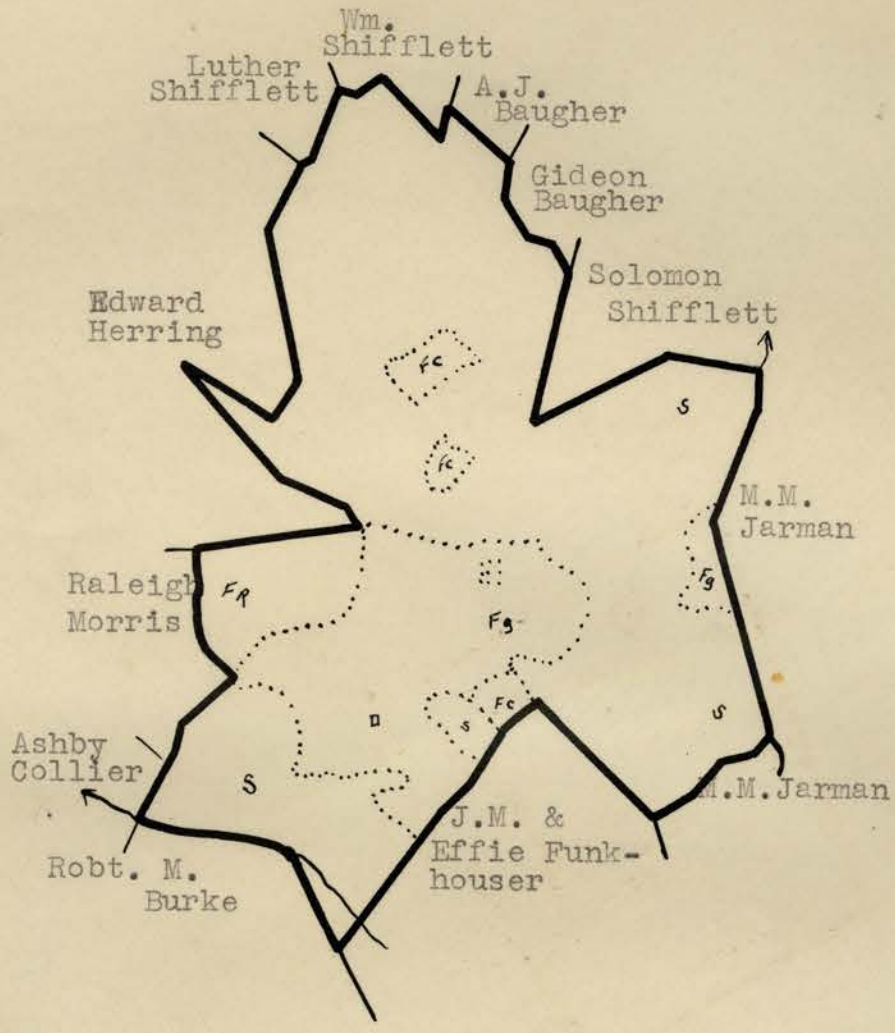 Wm.
Shifflett
Luther
Shifflett
A.J.
Baugher
Gideon
Baugher
Solomon
Shifflett
Edward
Herring
Fc
S
Fc
M.M.
Jarman
Raleigh
Morris
FR
Fg
Fg
Fc
S
S
S
Ashby
Collier
M.M.Jarman
J.M. &
Effie Funk-
houser
Robt. M.
Burke